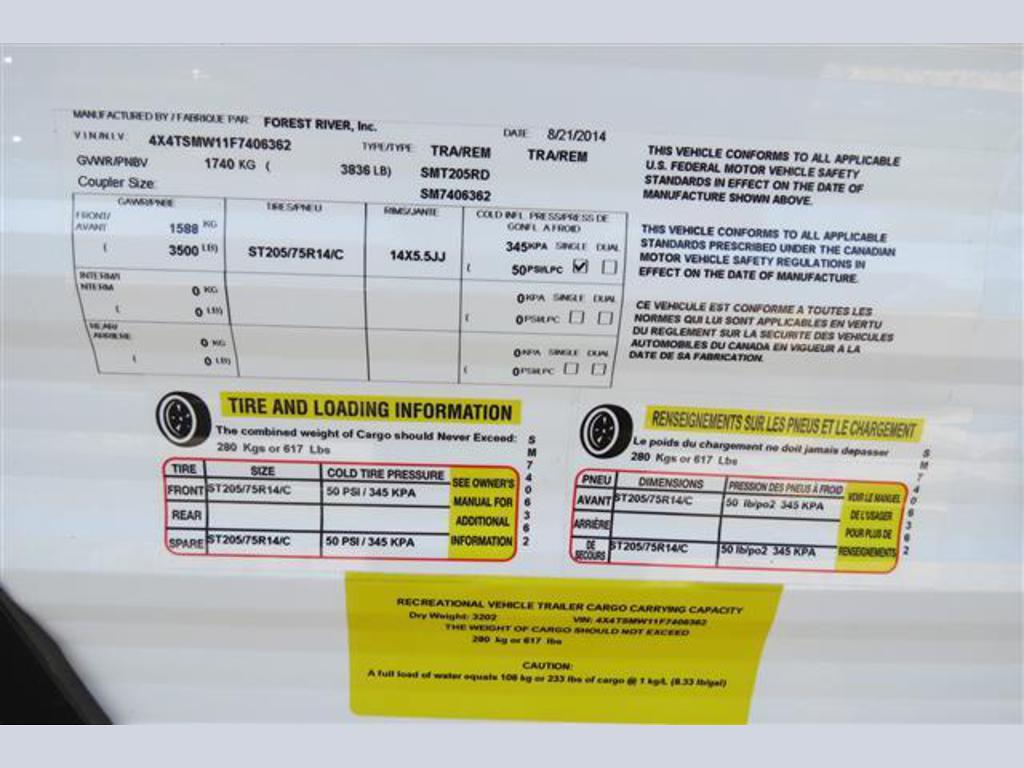 MANUFACTURED BY / FABRIQUE PAR FOREST RIVER, Inc. DATE 8/21/2014
V.I.N/N.I.V. 4X4TSMW11F7406362 TYPE/TYPE TRA/REM TRA/REM
GVWR/PNBV 1740 KG ( 3836 LB) SMT205RD
Coupler Size: SM7406362
GAWR/PNBE TIRES/PNEU RIMS/JANTE COLD INFL. PRESS/PRESS DE GONFL. A FROID
FRONT/
AVANT 1588 KG 345KPA SINGLE DUAL
( 3500 LB) ST205/75R14/C 14X5.5JJ ( 50PSI/LPC
INTERM/
INTERM 0 KG 0KPA SINGLE DUAL
( 0 LB) ( 0PSI/LPC
REAR/
ARRIERE 0 KG 0KPA SINGLE DUAL
( 0 LB) ( 0PSI/LPC
THIS VEHICLE CONFORMS TO ALL APPLICABLE
U.S. FEDERAL MOTOR VEHICLE SAFETY
STANDARDS IN EFFECT ON THE DATE OF
MANUFACTURE SHOWN ABOVE.
THIS VEHICLE CONFORMS TO ALL APPLICABLE
STANDARDS PRESCRIBED UNDER THE CANADIAN
MOTOR VEHICLE SAFETY REGULATIONS IN
EFFECT ON THE DATE OF MANUFACTURE.
CE VEHICULE EST CONFORME A TOUTES LES
NORMES QUI LUI SONT APPLICABLES EN VERTU
DU REGLEMENT SUR LA SECURITE DES VEHICULES
AUTOMOBILES DU CANADA EN VIGUEUR A LA
DATE DE SA FABRICATION.
TIRE AND LOADING INFORMATION
The combined weight of Cargo should Never Exceed:
280 Kgs or 617 Lbs
TIRE SIZE COLD TIRE PRESSURE
FRONT ST205/75R14/C 50 PSI / 345 KPA
REAR
SPARE ST205/75R14/C 50 PSI / 345 KPA
SEE OWNER'S
MANUAL FOR
ADDITIONAL
INFORMATION
SM7406362
RENSEIGNEMENTS SUR LES PNEUS ET LE CHARGEMENT
Le poids du chargement ne doit jamais depasser
280 Kgs or 617 Lbs
PNEU DIMENSIONS PRESSION DES PNEUS À FROID
AVANT ST205/75R14/C 50 lb/po2 345 KPA
ARRIÈRE
DE
SECOURS ST205/75R14/C 50 lb/po2 345 KPA
VOIR LE MANUEL
DE L'USAGER
POUR PLUS DE
RENSEIGNEMENTS
SM7406362
RECREATIONAL VEHICLE TRAILER CARGO CARRYING CAPACITY
Dry Weight: 3202 VIN: 4X4TSMW11F7406362
THE WEIGHT OF CARGO SHOULD NOT EXCEED
280 kg or 617 lbs
CAUTION:
A full load of water equals 106 kg or 233 lbs of cargo @ 1 kg/L (8.33 lb/gal)